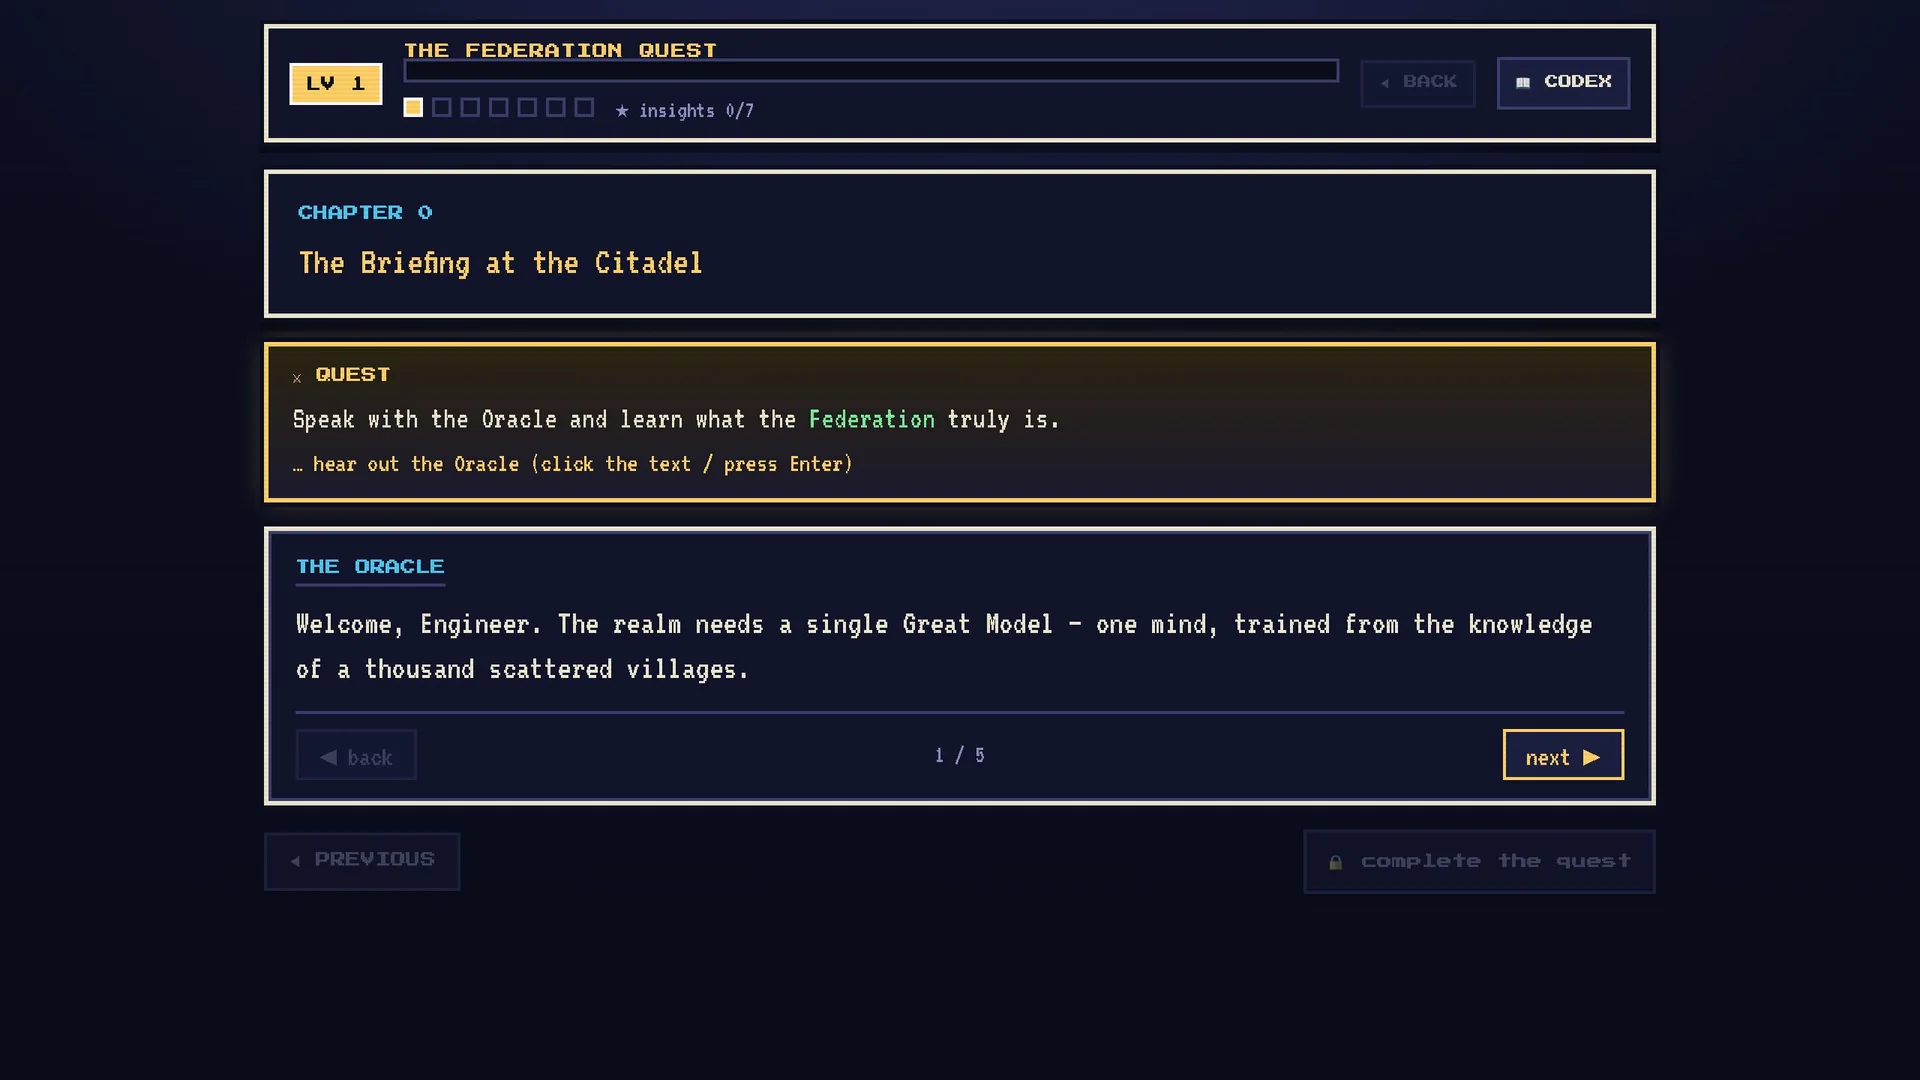 THE FEDERATION QUEST
LV 1
★ insights 0/7
◂ BACK
CODEX
CHAPTER 0
The Briefing at the Citadel
x QUEST
Speak with the Oracle and learn what the Federation truly is.
… hear out the Oracle (click the text / press Enter)
THE ORACLE
Welcome, Engineer. The realm needs a single Great Model – one mind, trained from the knowledge
of a thousand scattered villages.
◀ back
1 / 5
next ▶
◂ PREVIOUS
complete the quest